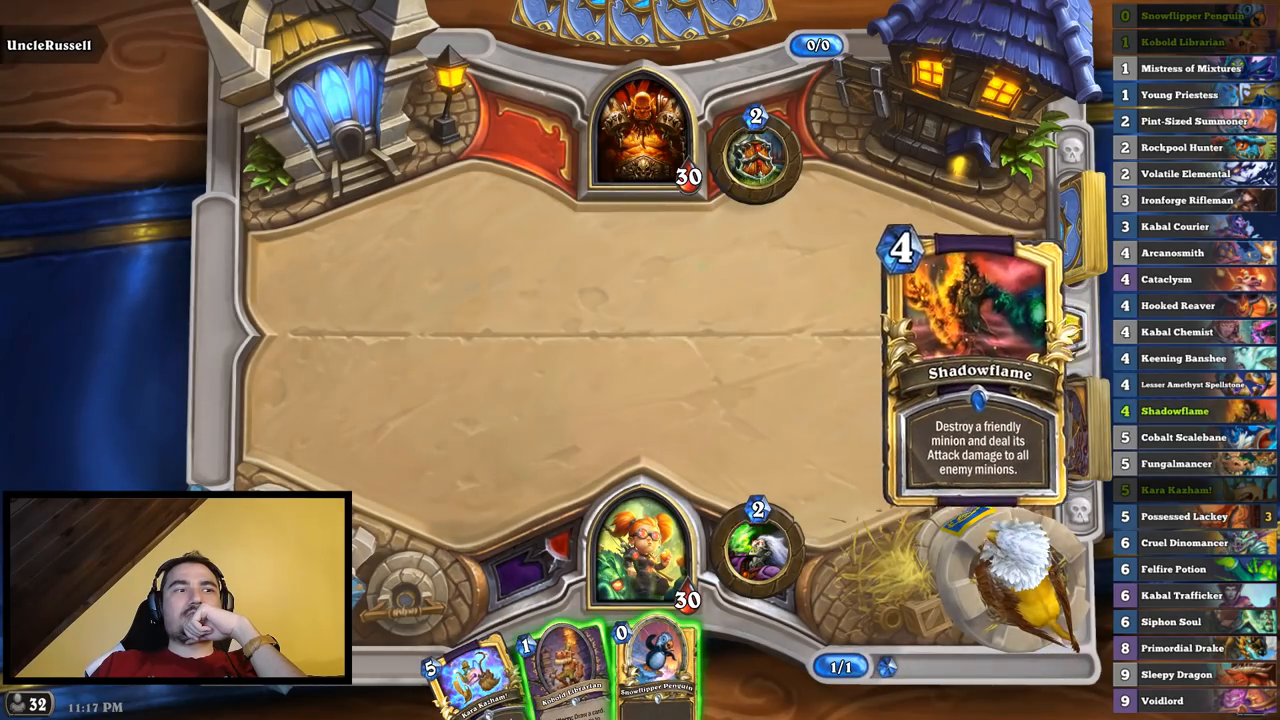 UncleRussell
0/0
2
30
4
Shadowflame
Destroy a friendly
minion and deal its
Attack damage to all
enemy minions.
2
30
5
Kara Kazham!
1
Kobold Librarian
0
Snowflipper Penguin
1/1
32
11:17 PM
0 Snowflipper Penguin
1 Kobold Librarian
1 Mistress of Mixtures
1 Young Priestess
2 Pint-Sized Summoner
2 Rockpool Hunter
2 Volatile Elemental
3 Ironforge Rifleman
3 Kabal Courier
4 Arcanosmith
4 Cataclysm
4 Hooked Reaver
4 Kabal Chemist
4 Keening Banshee
4 Lesser Amethyst Spellstone
4 Shadowflame
5 Cobalt Scalebane
5 Fungalmancer
5 Kara Kazham!
5 Possessed Lackey 3
6 Cruel Dinomancer
6 Felfire Potion
6 Kabal Trafficker
6 Siphon Soul
8 Primordial Drake
9 Sleepy Dragon
9 Voidlord